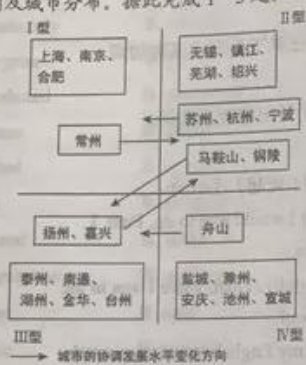 及城市分布。据此完成
I型
II型
上海、南京、
合肥
无锡、镇江、
芜湖、绍兴
苏州、杭州、宁波
常州
马鞍山、铜陵
扬州、嘉兴
舟山
泰州、南通、
湖州、金华、台州
盐城、滁州、
安庆、池州、宣城
III型
IV型
城市的协调发展水平变化方向